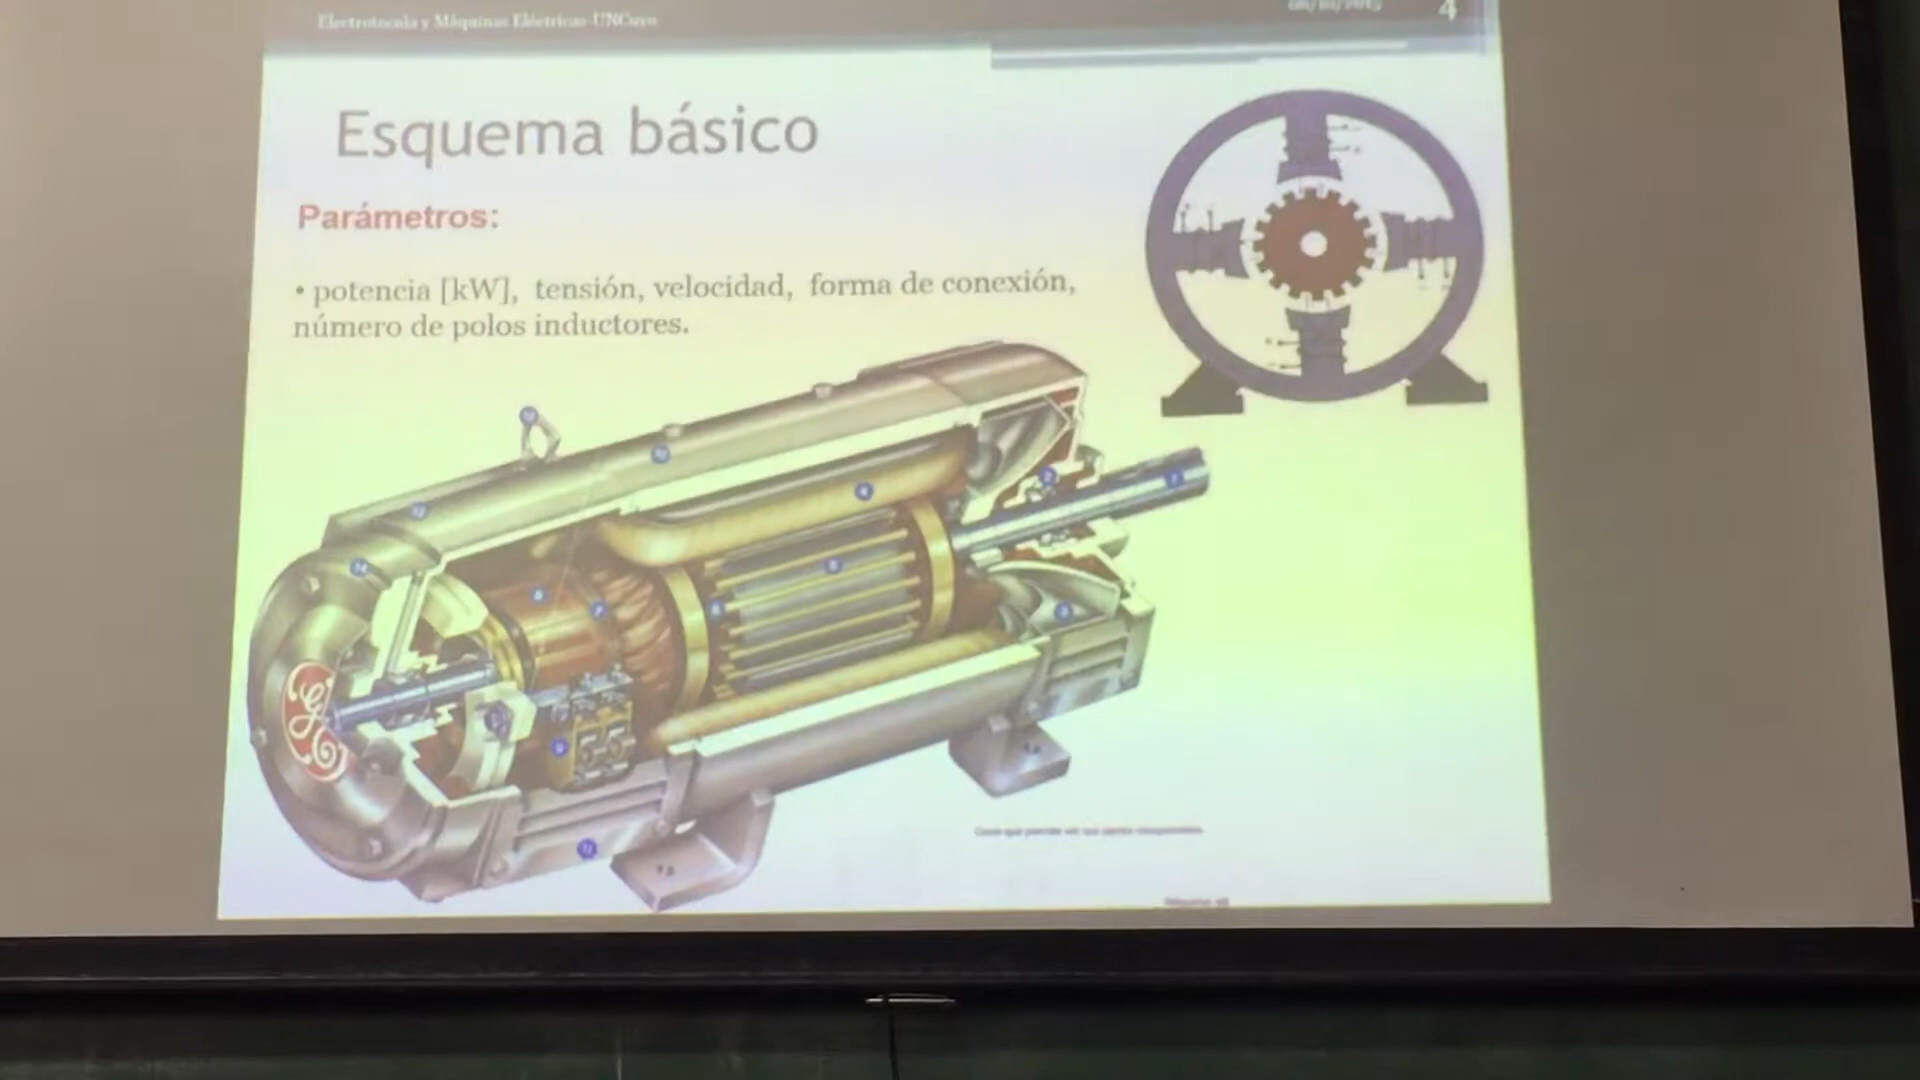 Electrotecnia y Máquinas Eléctricas-UNCuyo
4
Esquema básico
Parámetros:
• potencia [kW], tensión, velocidad, forma de conexión,
número de polos inductores.